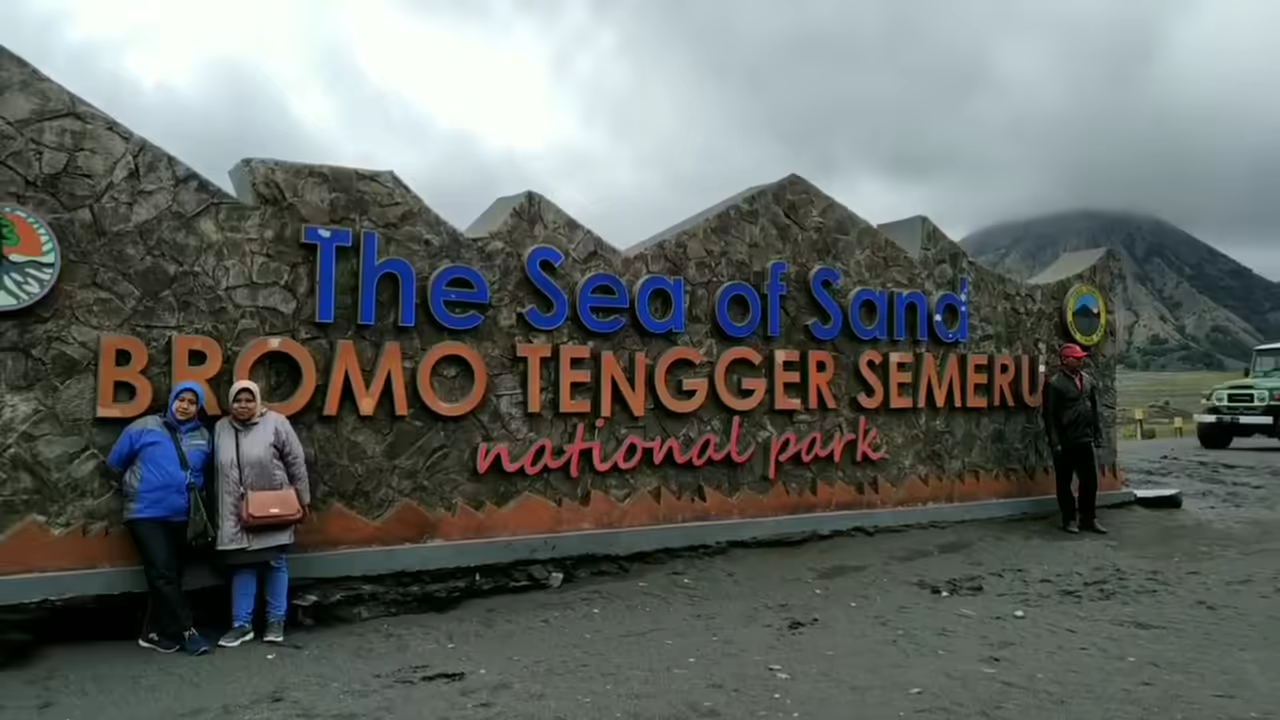 The Sea of Sand
BROMO TENGGER SEMERU
national park